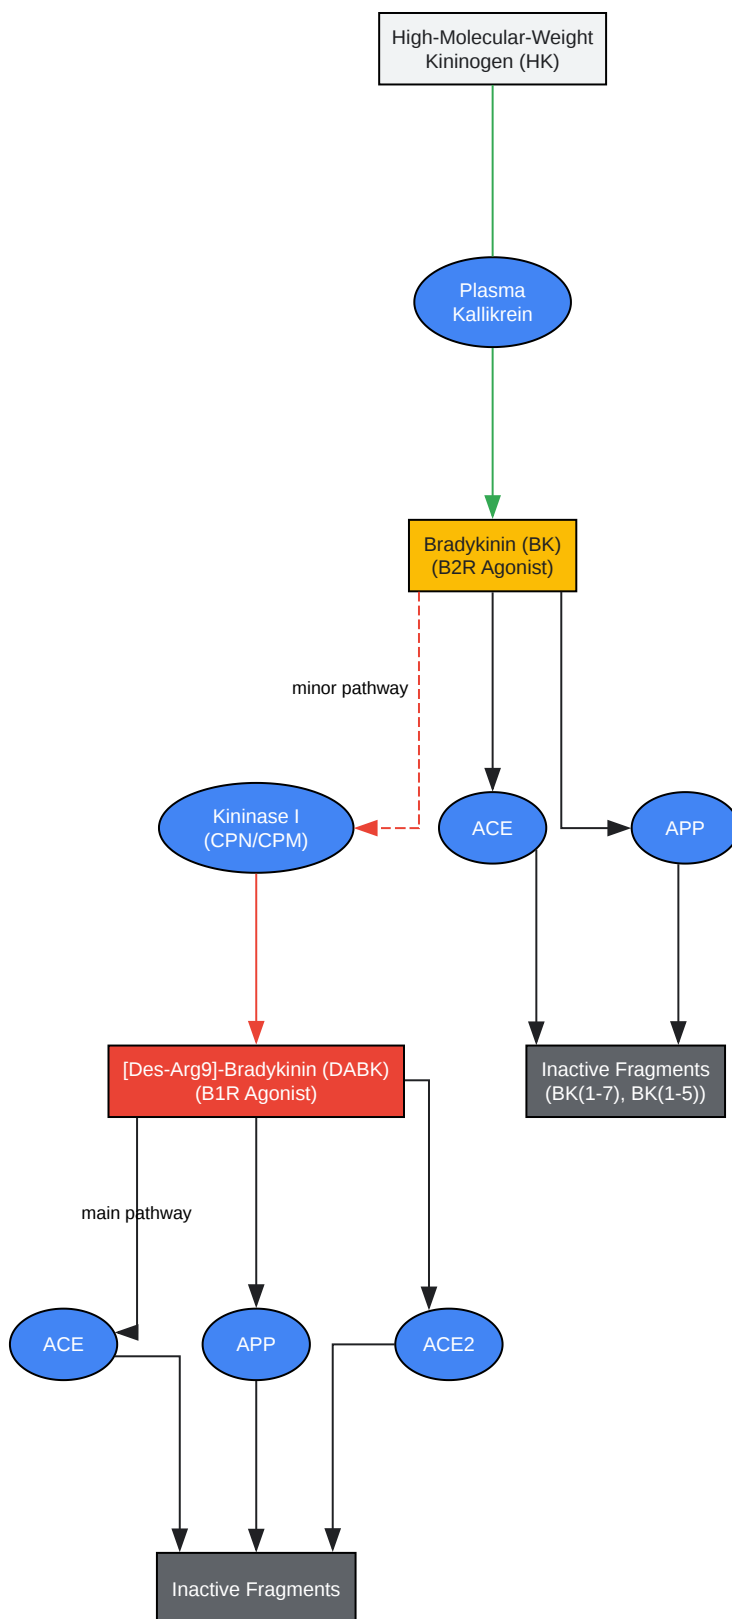 High-Molecular-Weight
Kininogen (HK)
Plasma
Kallikrein
Bradykinin (BK)
(B2R Agonist)
minor pathway
Kininase I
(CPN/CPM)
ACE
APP
[Des-Arg9]-Bradykinin (DABK)
(B1R Agonist)
Inactive Fragments
(BK(1-7), BK(1-5))
main pathway
ACE
APP
ACE2
Inactive Fragments